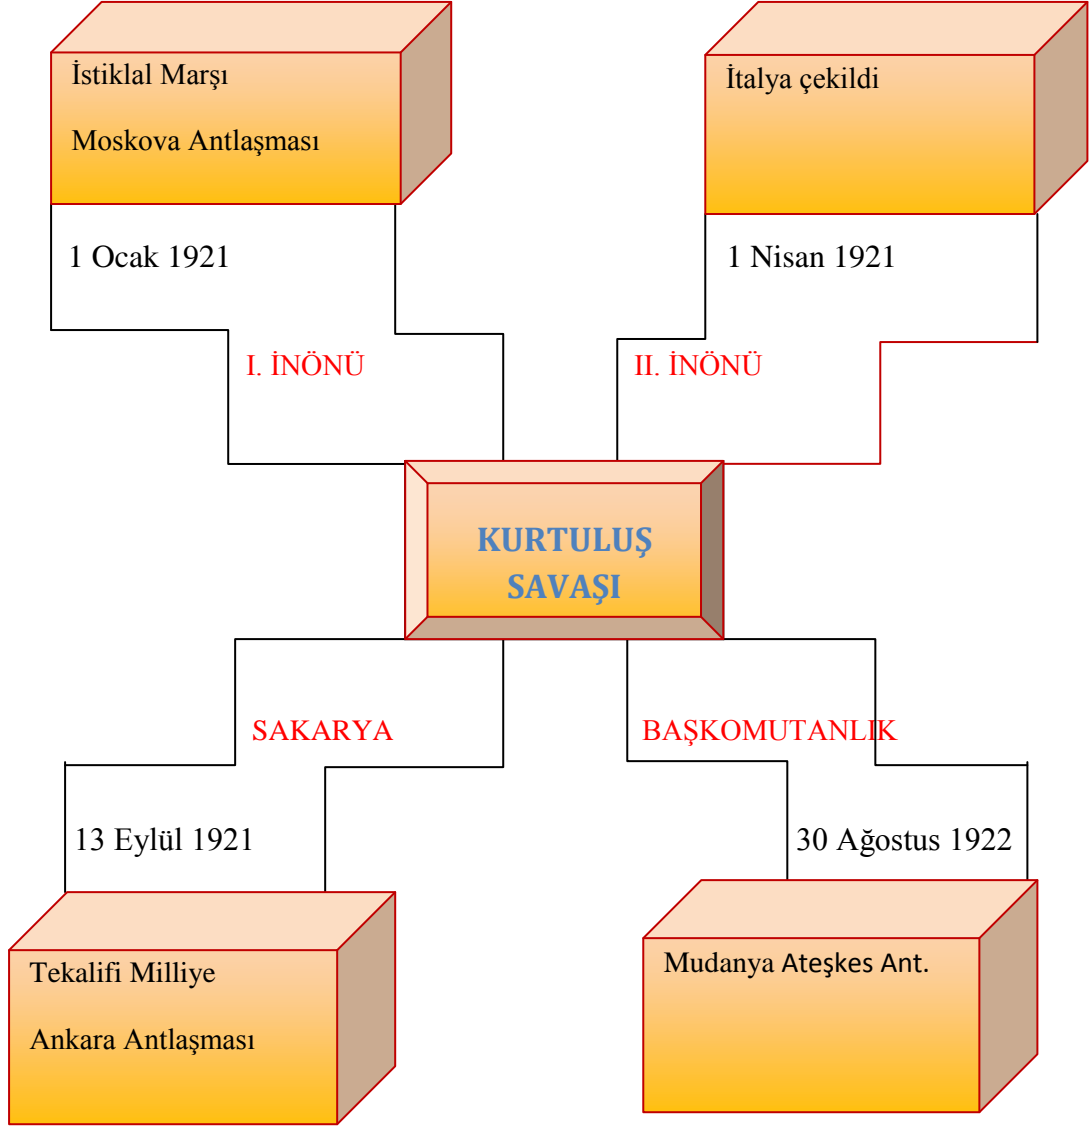 İstiklal Marşı
Moskova Antlaşması
İtalya çekildi
1 Ocak 1921
1 Nisan 1921
I. İNÖNÜ
II. İNÖNÜ
KURTULUŞ
SAVAŞI
SAKARYA
BAŞKOMUTANLIK
13 Eylül 1921
30 Ağostus 1922
Tekalifi Milliye
Ankara Antlaşması
Mudanya Ateşkes Ant.